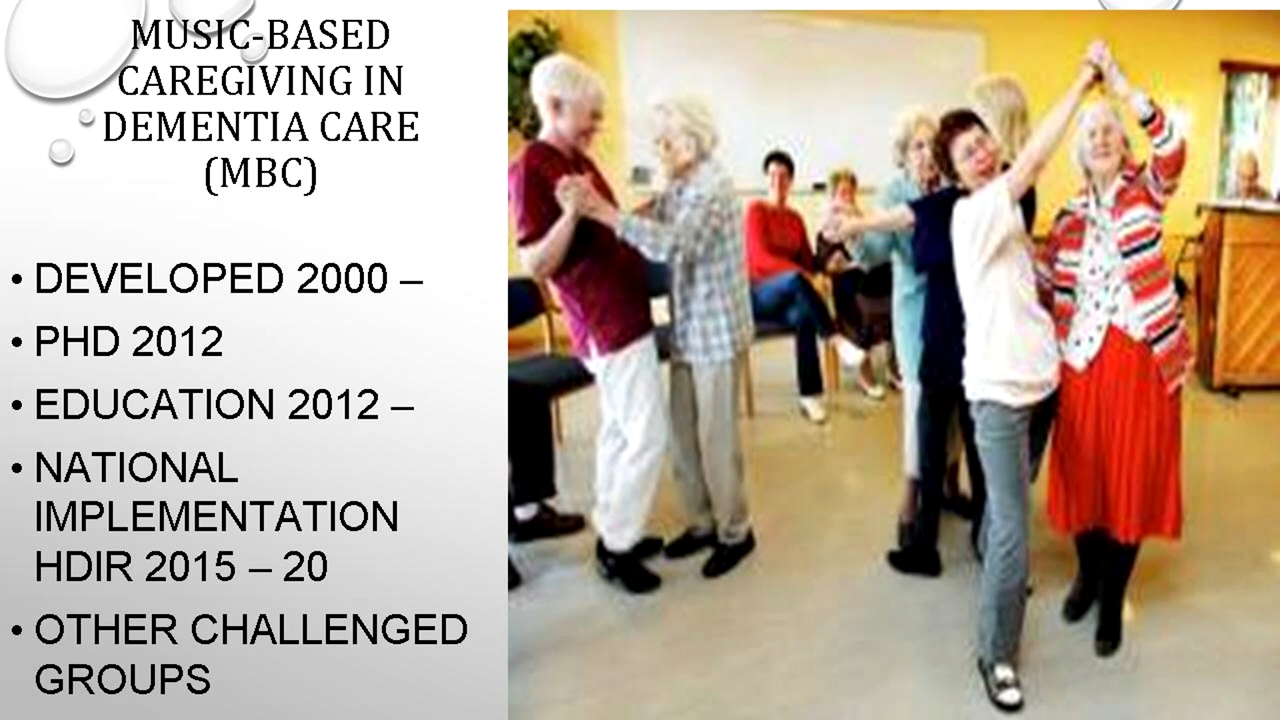 MUSIC-BASED
CAREGIVING IN
DEMENTIA CARE
(MBC)
• DEVELOPED 2000 –
• PHD 2012
• EDUCATION 2012 –
• NATIONAL
IMPLEMENTATION
HDIR 2015 – 20
• OTHER CHALLENGED
GROUPS